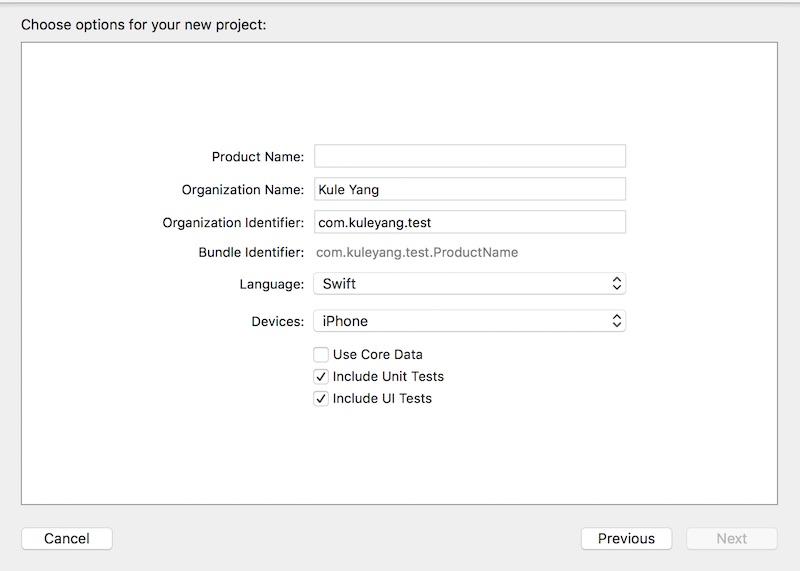 Choose options for your new project:
Product Name:
Organization Name: Kule Yang
Organization Identifier: com.kuleyang.test
Bundle Identifier: com.kuleyang.test.ProductName
Language: Swift
Devices: iPhone
Use Core Data
Include Unit Tests
Include UI Tests
Cancel Previous Next